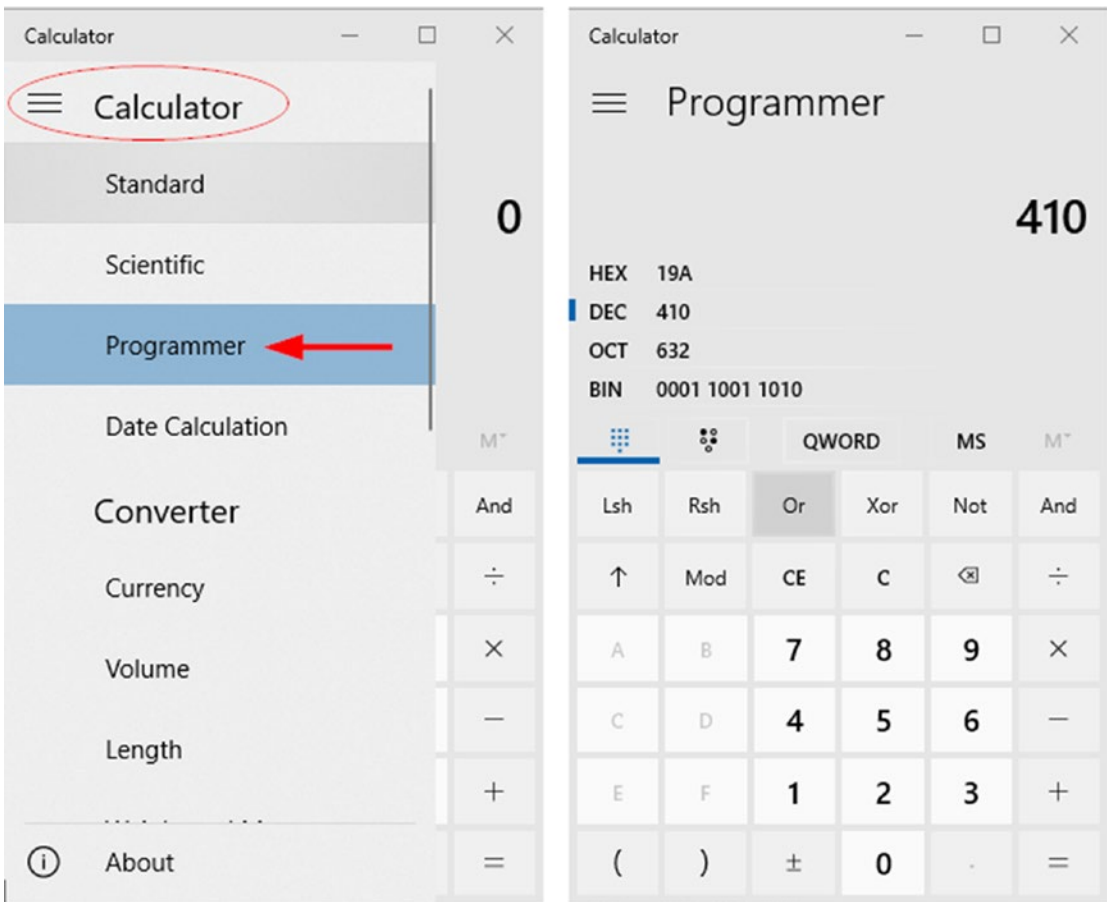 Calculator
Calculator
Standard
0
Scientific
Programmer
Date Calculation
M
Converter
And
Currency
÷
Volume
×
Length
−
+
About
=
Calculator
Programmer
410
HEX 19A
DEC 410
OCT 632
BIN 0001 1001 1010
QWORD MS M
Lsh Rsh Or Xor Not And
↑ Mod CE C ÷
A B 7 8 9 ×
C D 4 5 6 −
E F 1 2 3 +
( ) ± 0 . =